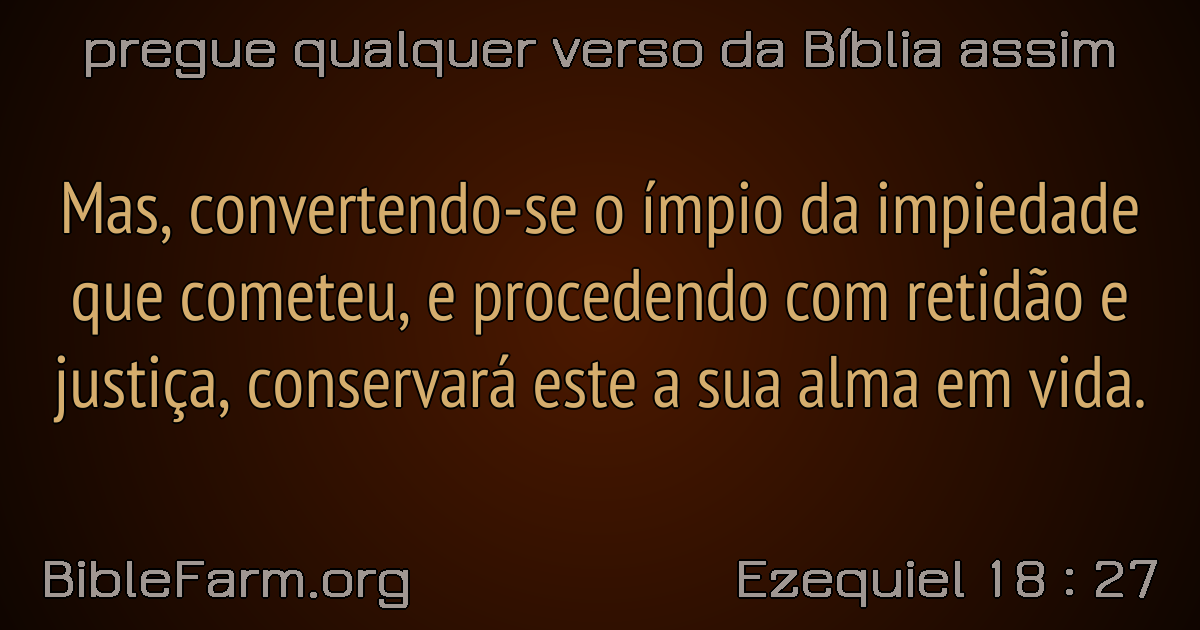 pregue qualquer verso da Bíblia assim
Mas, convertendo-se o ímpio da impiedade
que cometeu, e procedendo com retidão e
justiça, conservará este a sua alma em vida.
BibleFarm.org
Ezequiel 18 : 27